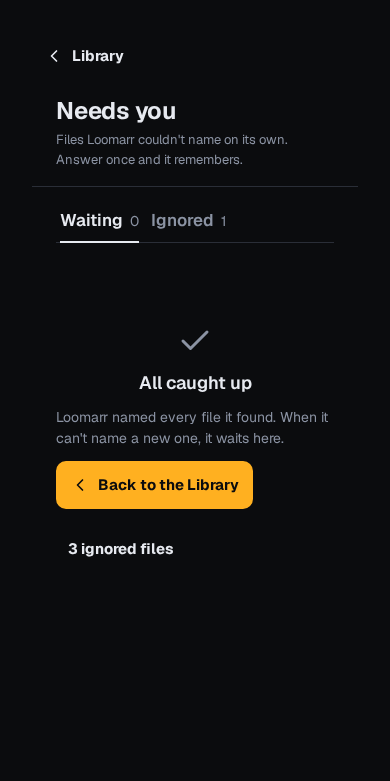 Library
Needs you
Files Loomarr couldn't name on its own.
Answer once and it remembers.
Waiting 0 Ignored 1
All caught up
Loomarr named every file it found. When it
can't name a new one, it waits here.
Back to the Library
3 ignored files